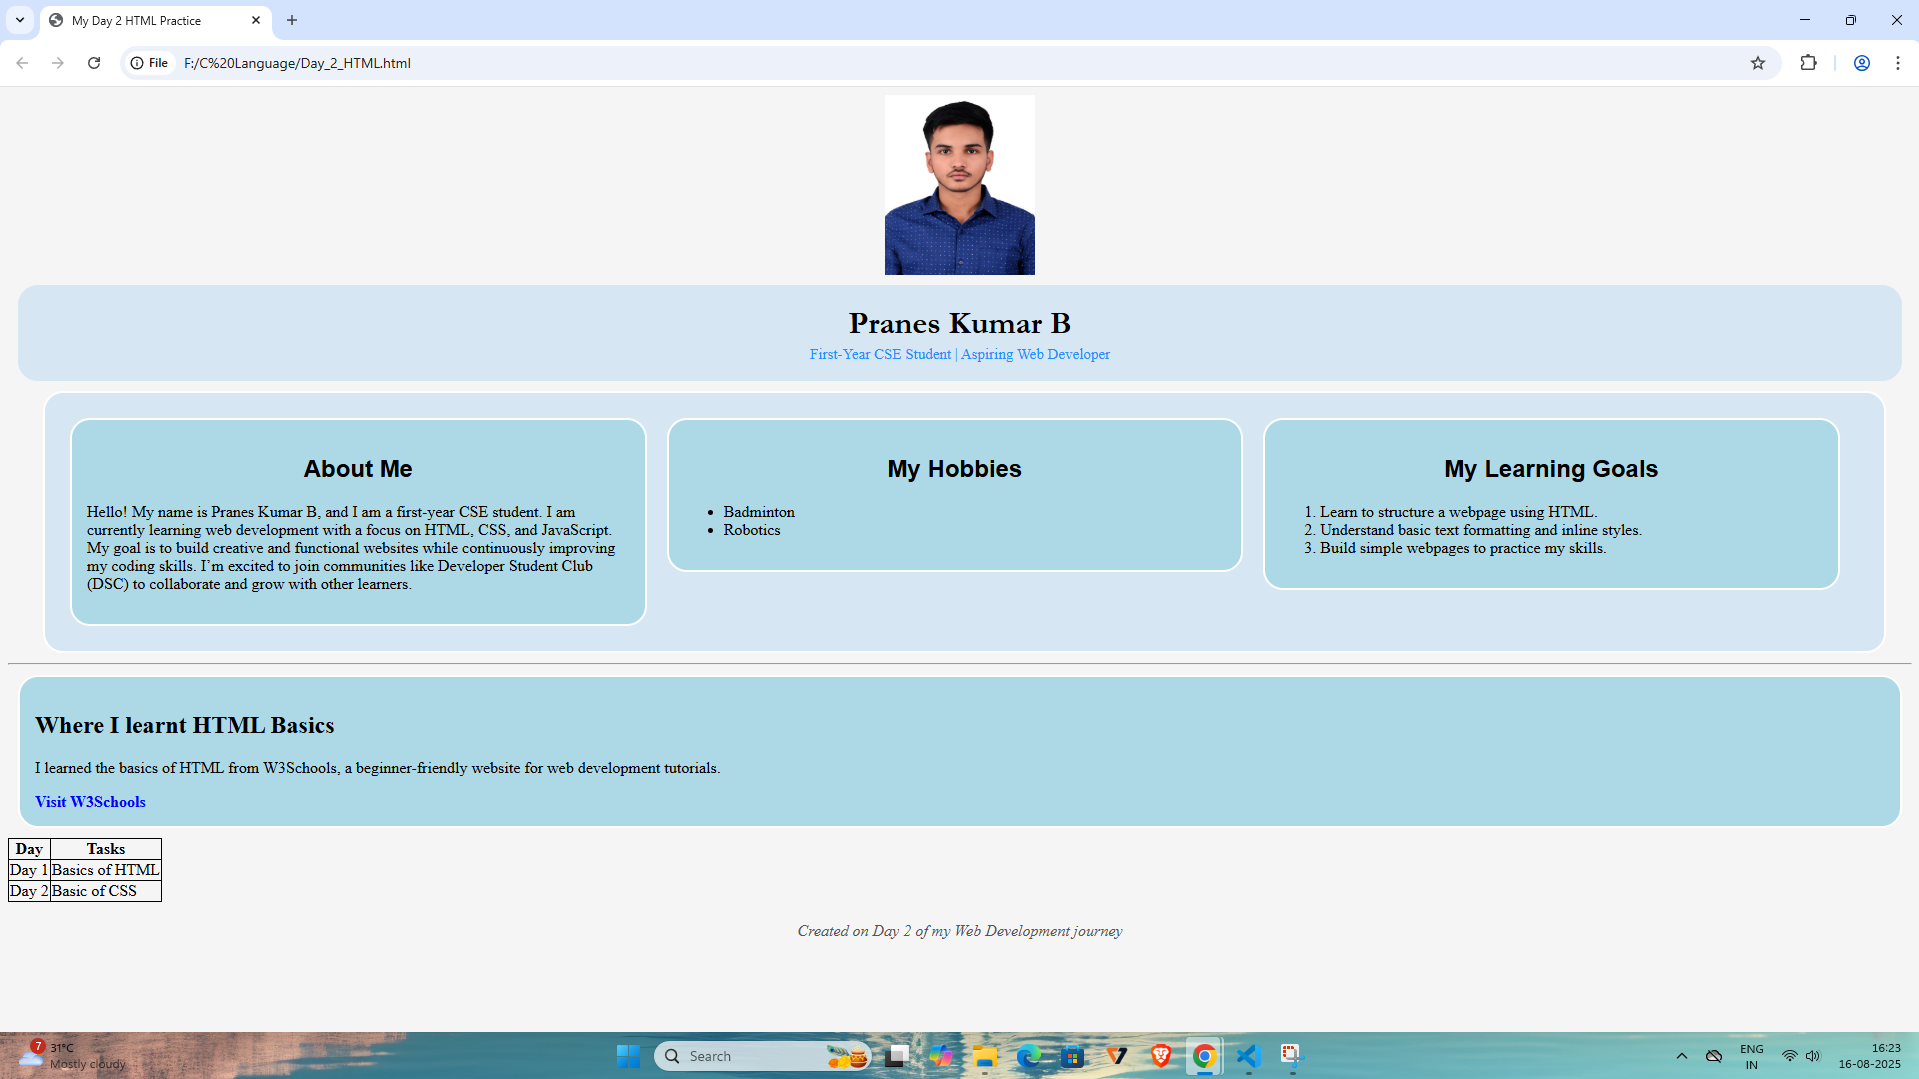 My Day 2 HTML Practice
File F:/C%20Language/Day_2_HTML.html
Pranes Kumar B
First-Year CSE Student | Aspiring Web Developer
About Me
Hello! My name is Pranes Kumar B, and I am a first-year CSE student. I am
currently learning web development with a focus on HTML, CSS, and JavaScript.
My goal is to build creative and functional websites while continuously improving
my coding skills. I’m excited to join communities like Developer Student Club
(DSC) to collaborate and grow with other learners.
My Hobbies
• Badminton
• Robotics
My Learning Goals
1. Learn to structure a webpage using HTML.
2. Understand basic text formatting and inline styles.
3. Build simple webpages to practice my skills.
Where I learnt HTML Basics
I learned the basics of HTML from W3Schools, a beginner-friendly website for web development tutorials.
Visit W3Schools
Day Tasks
Day 1 Basics of HTML
Day 2 Basic of CSS
Created on Day 2 of my Web Development journey
7
31°C
Mostly cloudy
Search
ENG
IN
16:23
16-08-2025